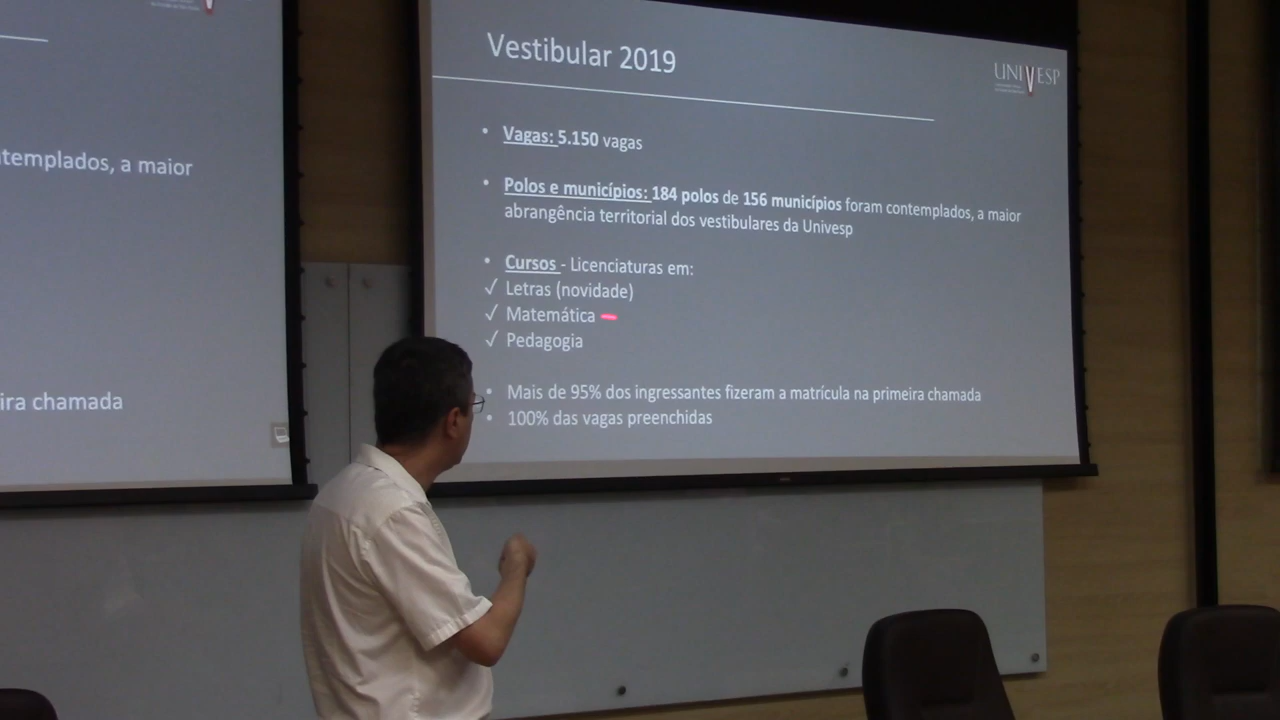 templados, a maior
ira chamada
Vestibular 2019
UNIVESP
• Vagas: 5.150 vagas
• Polos e municípios: 184 polos de 156 municípios foram contemplados, a maior
abrangência territorial dos vestibulares da Univesp
• Cursos - Licenciaturas em:
✓ Letras (novidade)
✓ Matemática
✓ Pedagogia
• Mais de 95% dos ingressantes fizeram a matrícula na primeira chamada
• 100% das vagas preenchidas